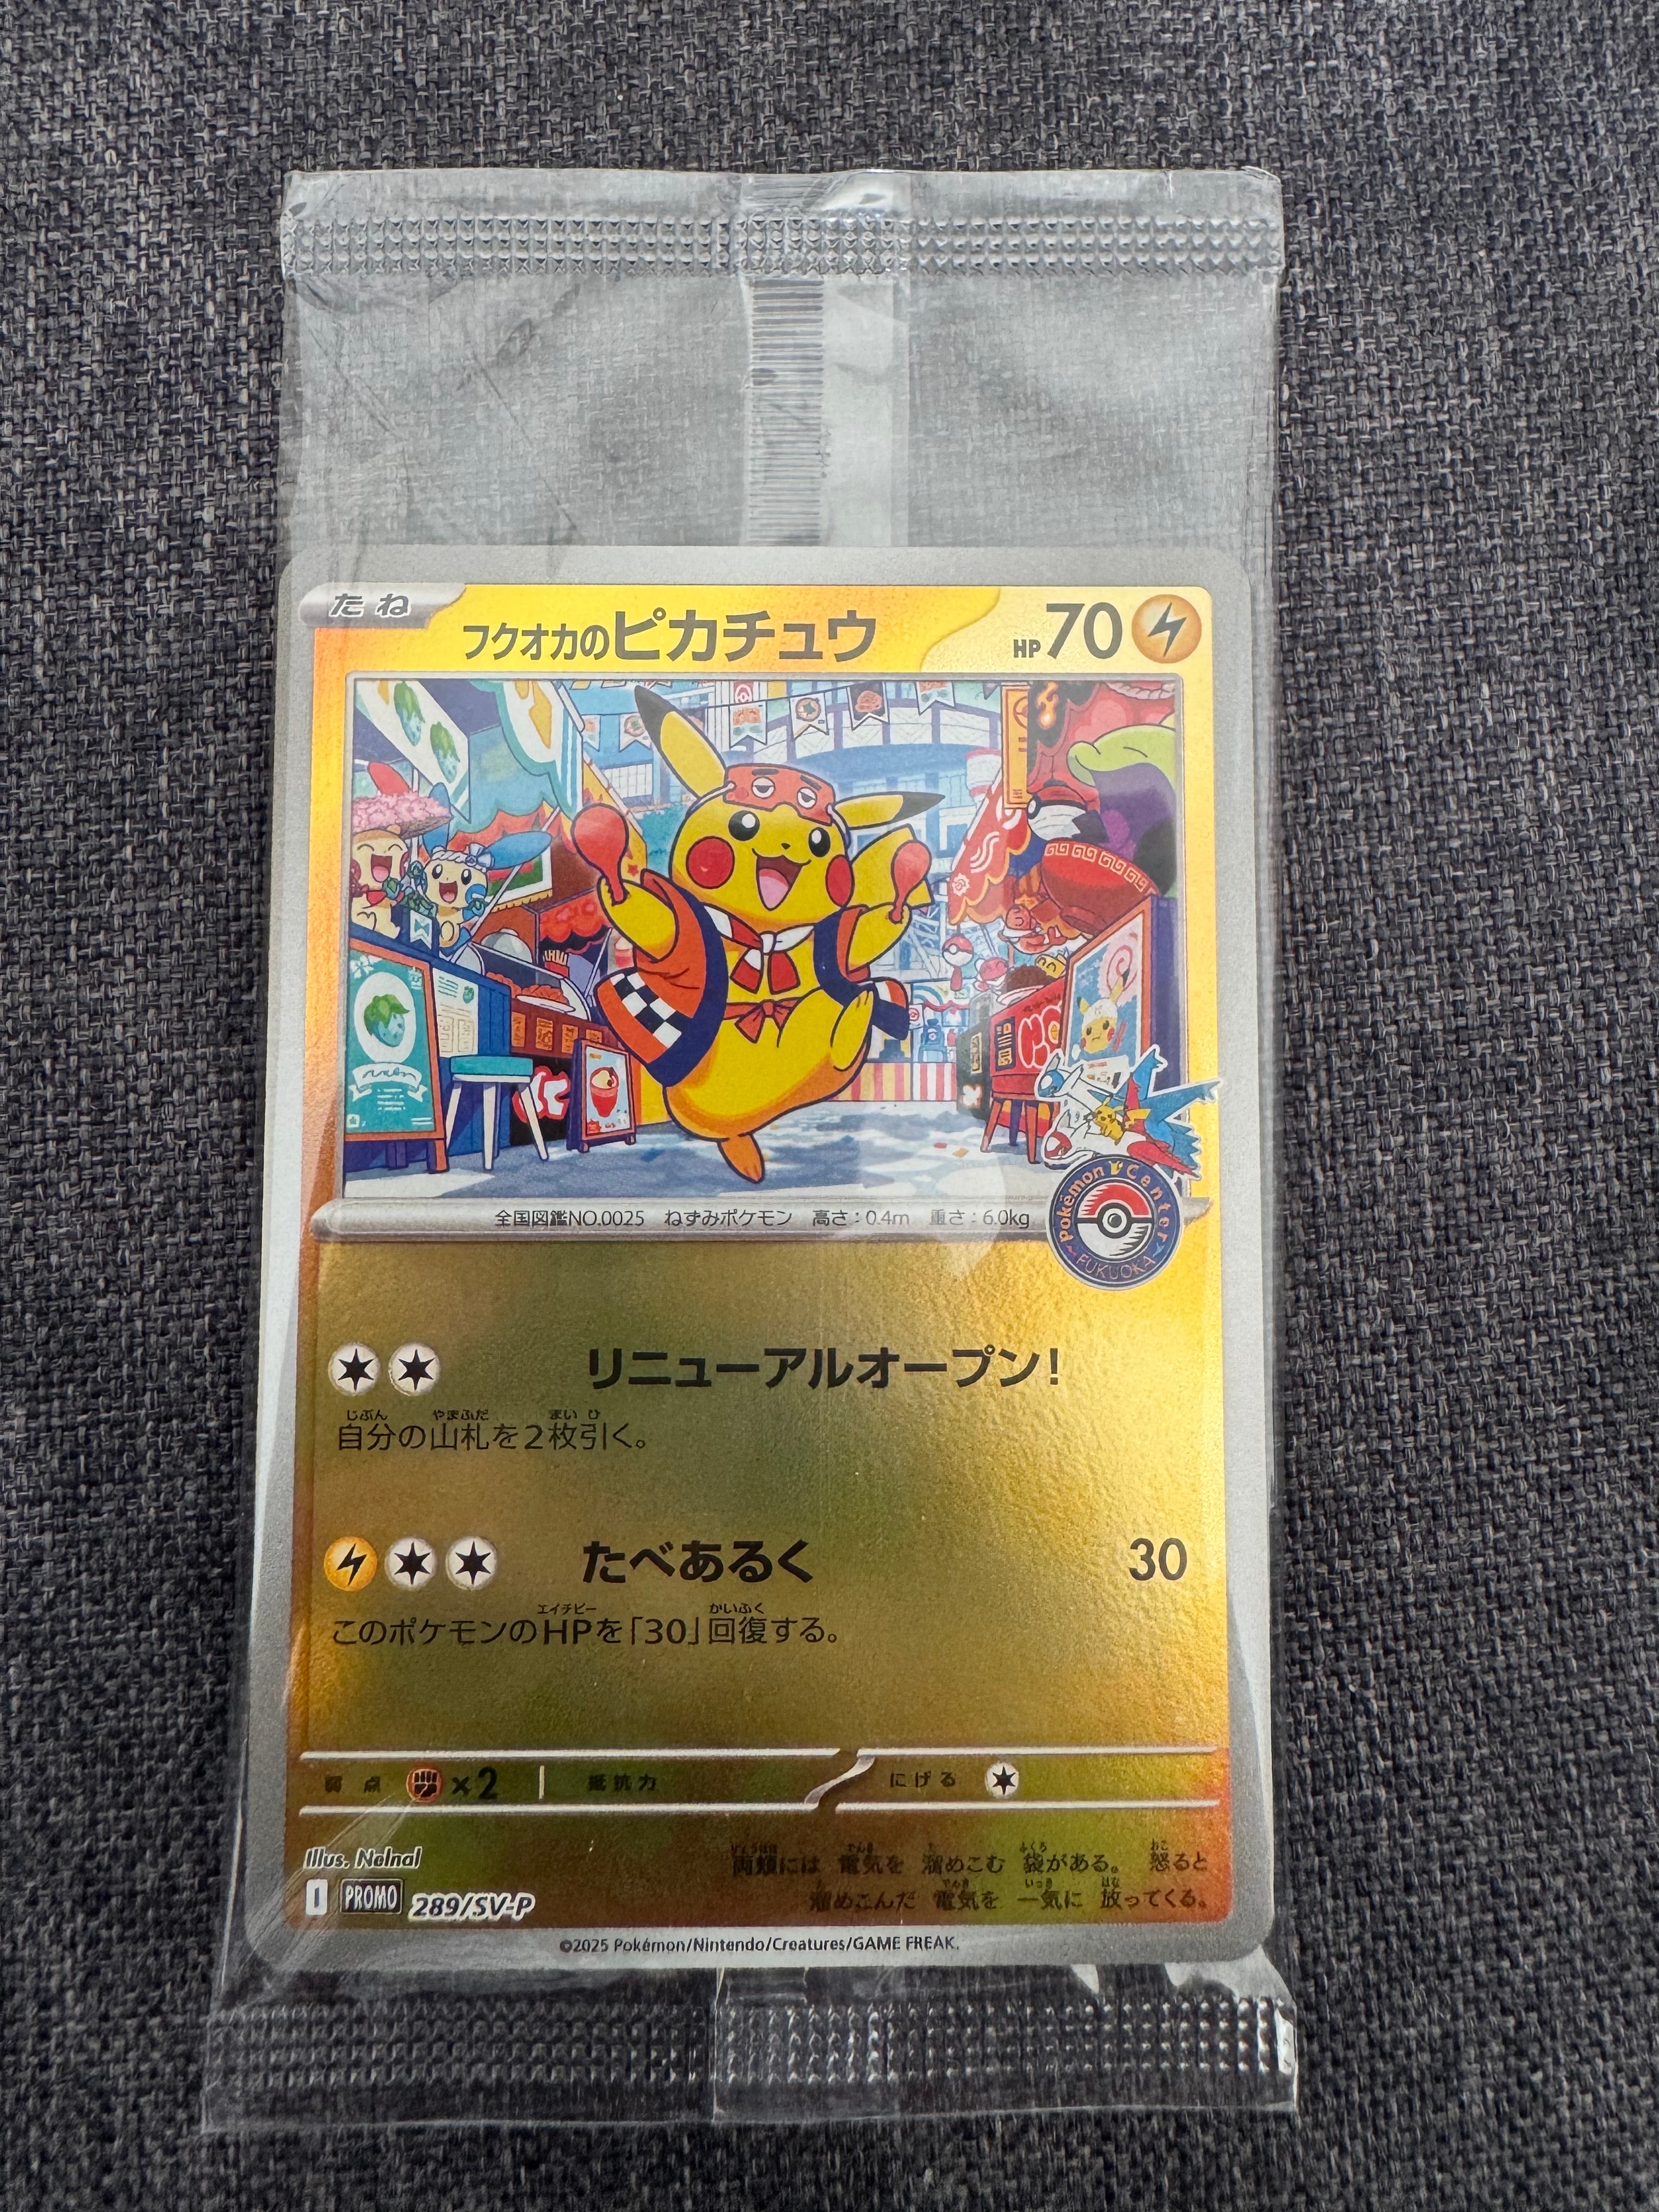 たね
フクオカのピカチュウ
HP 70
全国図鑑NO.0025 ねずみポケモン 高さ:0.4m 重さ:6.0kg
Pokémon Center
FUKUOKA
リニューアルオープン!
自分の山札を2枚引く。
たべあるく 30
このポケモンのHPを「30」回復する。
弱点 ×2 抵抗力 にげる
両頬には 電気を 溜めこむ 袋がある。 怒ると
溜めこんだ 電気を 一気に 放ってくる。
Illus. Nelnal
I PROMO 289/SV-P
©2025 Pokémon/Nintendo/Creatures/GAME FREAK.